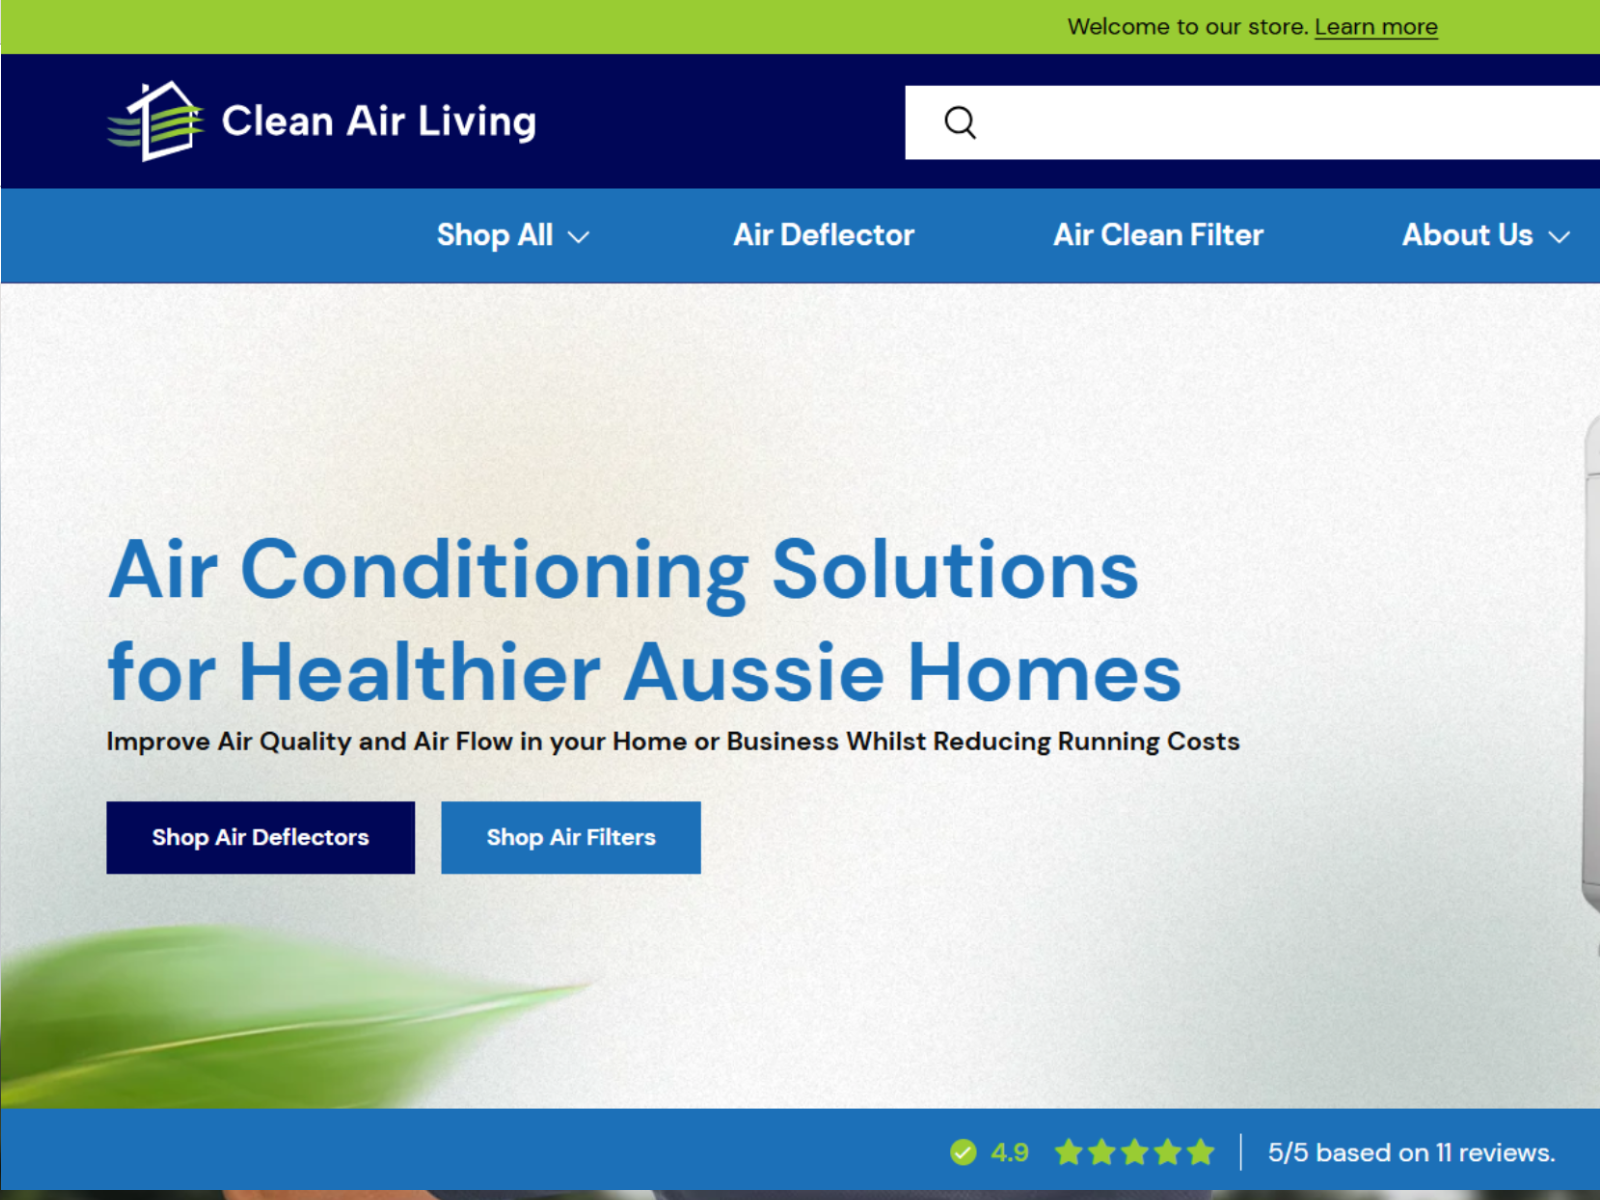 Welcome to our store. Learn more
Clean Air Living
Shop All
Air Deflector
Air Clean Filter
About Us
Air Conditioning Solutions
for Healthier Aussie Homes
Improve Air Quality and Air Flow in your Home or Business Whilst Reducing Running Costs
Shop Air Deflectors
Shop Air Filters
4.9
5/5 based on 11 reviews.